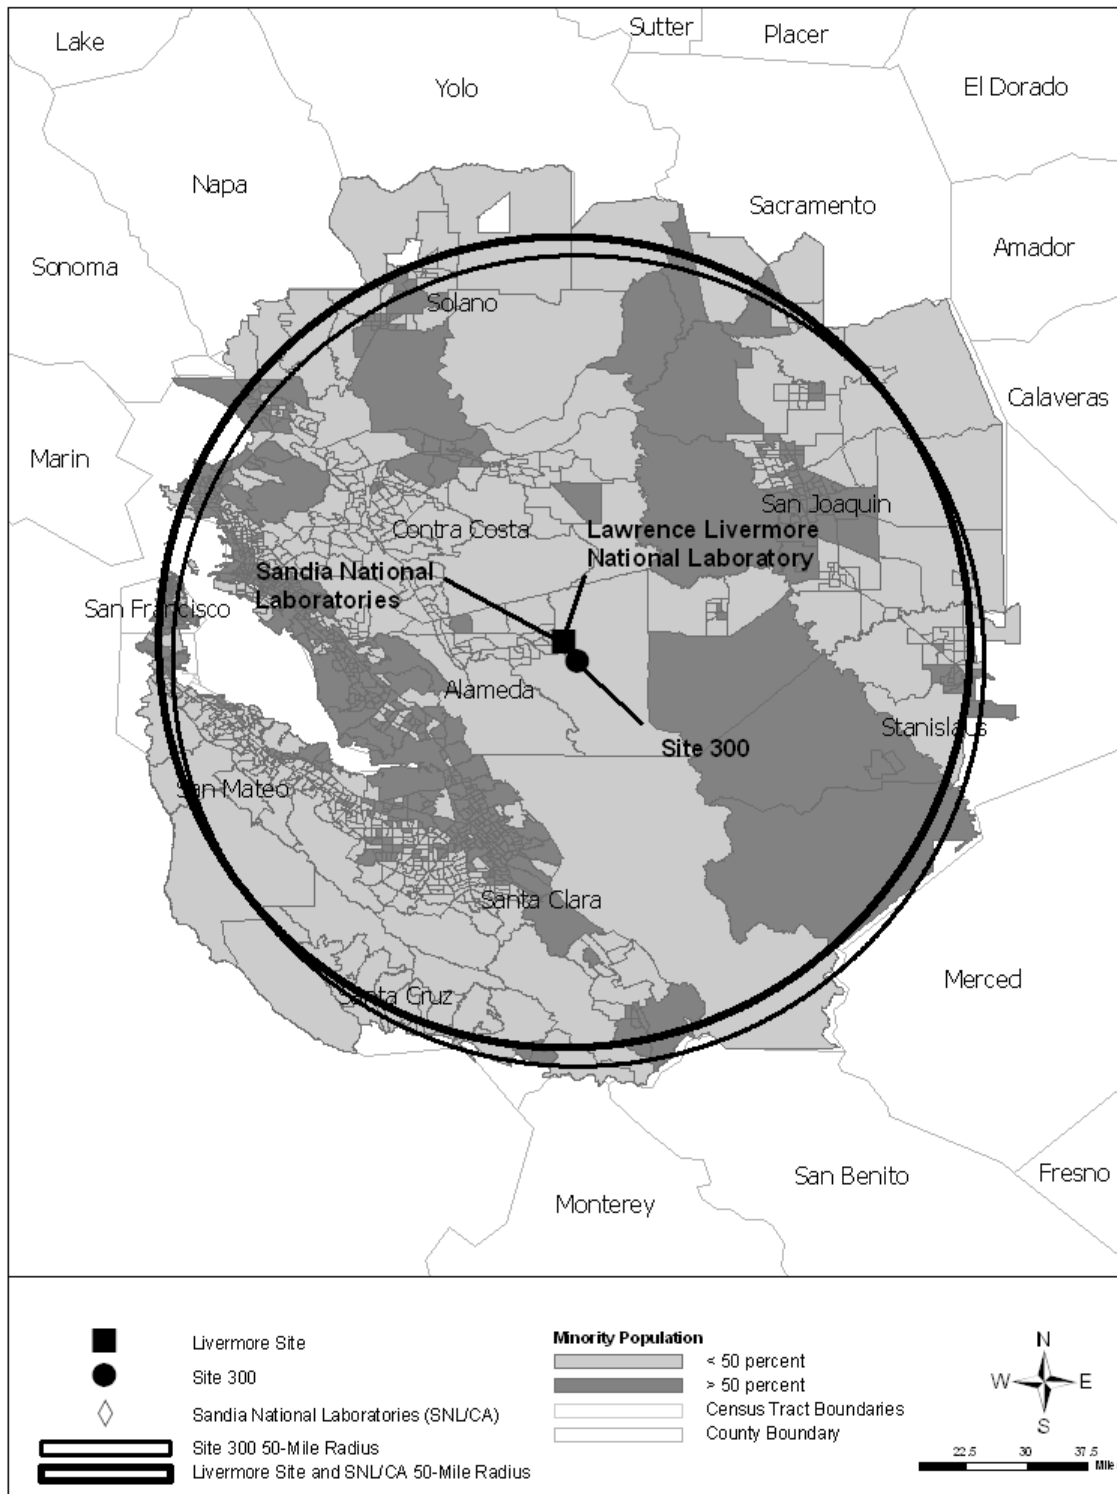 Sutter
Placer
Lake
Yolo
El Dorado
Napa
Sacramento
Amador
Sonoma
Solano
Calaveras
Marin
San Joaquin
Contra Costa
Lawrence Livermore
National Laboratory
Sandia National
Laboratories
San Francisco
Alameda
Stanislaus
Site 300
San Mateo
Santa Clara
Merced
Santa Cruz
Fresno
San Benito
Monterey
Livermore Site
Site 300
Sandia National Laboratories (SNL/CA)
Site 300 50-Mile Radius
Livermore Site and SNL/CA 50-Mile Radius
Minority Population
< 50 percent
> 50 percent
Census Tract Boundaries
County Boundary
N
W E
S
22.5 30 37.5
Mile